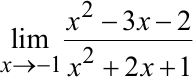 lim x→−1 (x² − 3x − 2)/(x² + 2x + 1)